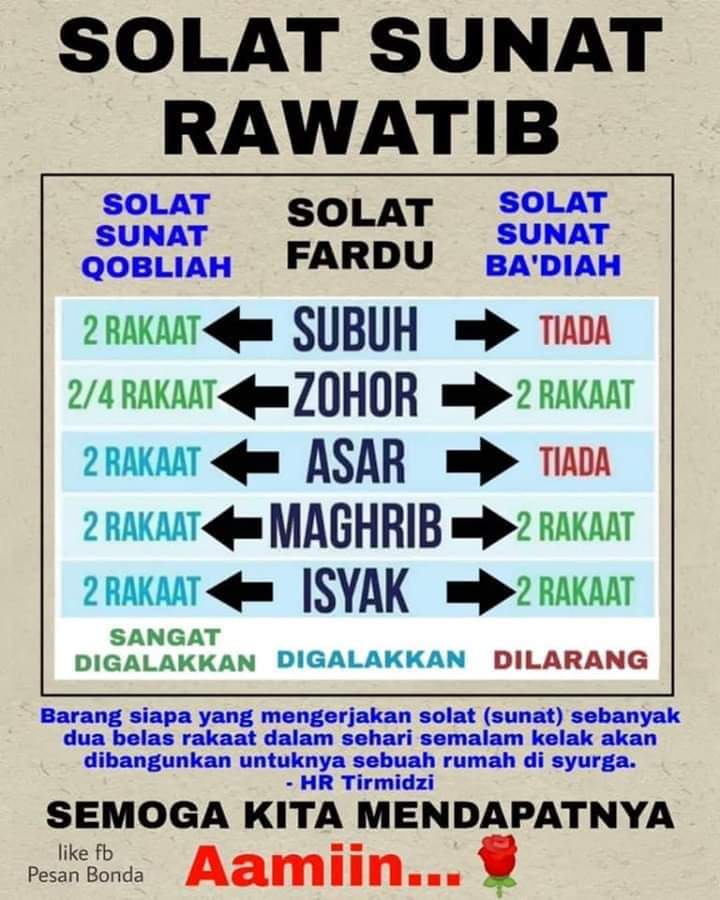 SOLAT SUNAT
RAWATIB
SOLAT SUNAT QOBLIAH
SOLAT FARDU
SOLAT SUNAT BA'DIAH
2 RAKAAT SUBUH TIADA
2/4 RAKAAT ZOHOR 2 RAKAAT
2 RAKAAT ASAR TIADA
2 RAKAAT MAGHRIB 2 RAKAAT
2 RAKAAT ISYAK 2 RAKAAT
SANGAT DIGALAKKAN DIGALAKKAN DILARANG
Barang siapa yang mengerjakan solat (sunat) sebanyak
dua belas rakaat dalam sehari semalam kelak akan
dibangunkan untuknya sebuah rumah di syurga.
- HR Tirmidzi
SEMOGA KITA MENDAPATNYA
like fb
Pesan Bonda
Aamiin...